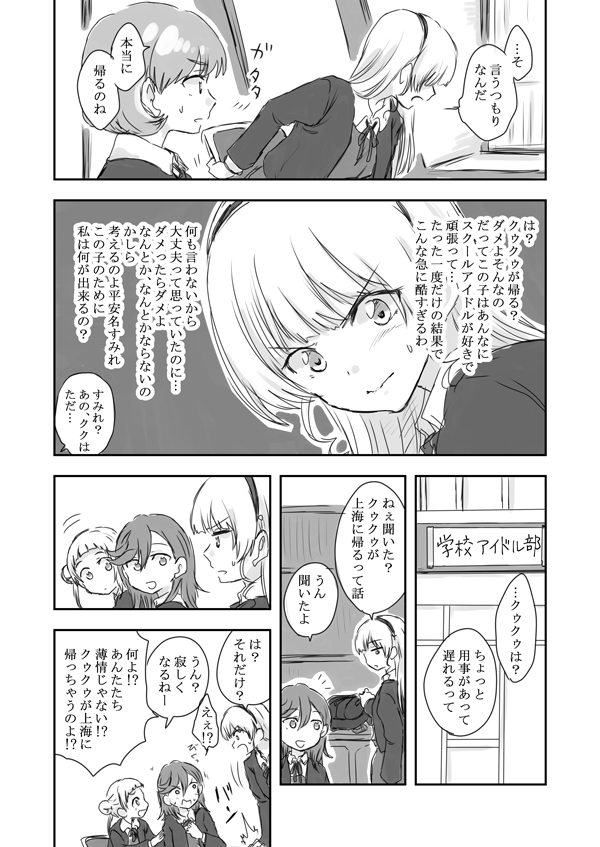 …そ
言うつもり
なんだ
ガタタ
本当に
帰るのね
は？
クゥクゥが帰る？
ダメよそんなの
だってこの子はあんなに
スクールアイドルが好きで
頑張って…
たった一度だけの結果で
こんな急に酷すぎるわ
何も言わないから
大丈夫って思っていたのに…
ダメったらダメよ
なんとか、なんとかならないの
かしら
考えるのよ平安名すみれ
この子のために
私は何が出来るの？
すみれ？
あの、ククは
ただ…
学校アイドル部
…クゥクゥは？
ちょっと
用事があって
遅れるって
ねぇ聞いた？
クゥクゥが
上海に帰るって話
うん
聞いたよ
は？
それだけ？
うん？
寂しく
なるねー
えぇ!?
何よ!?
あんたたち
薄情じゃない!?
クゥクゥが上海に
帰っちゃうのよ!?